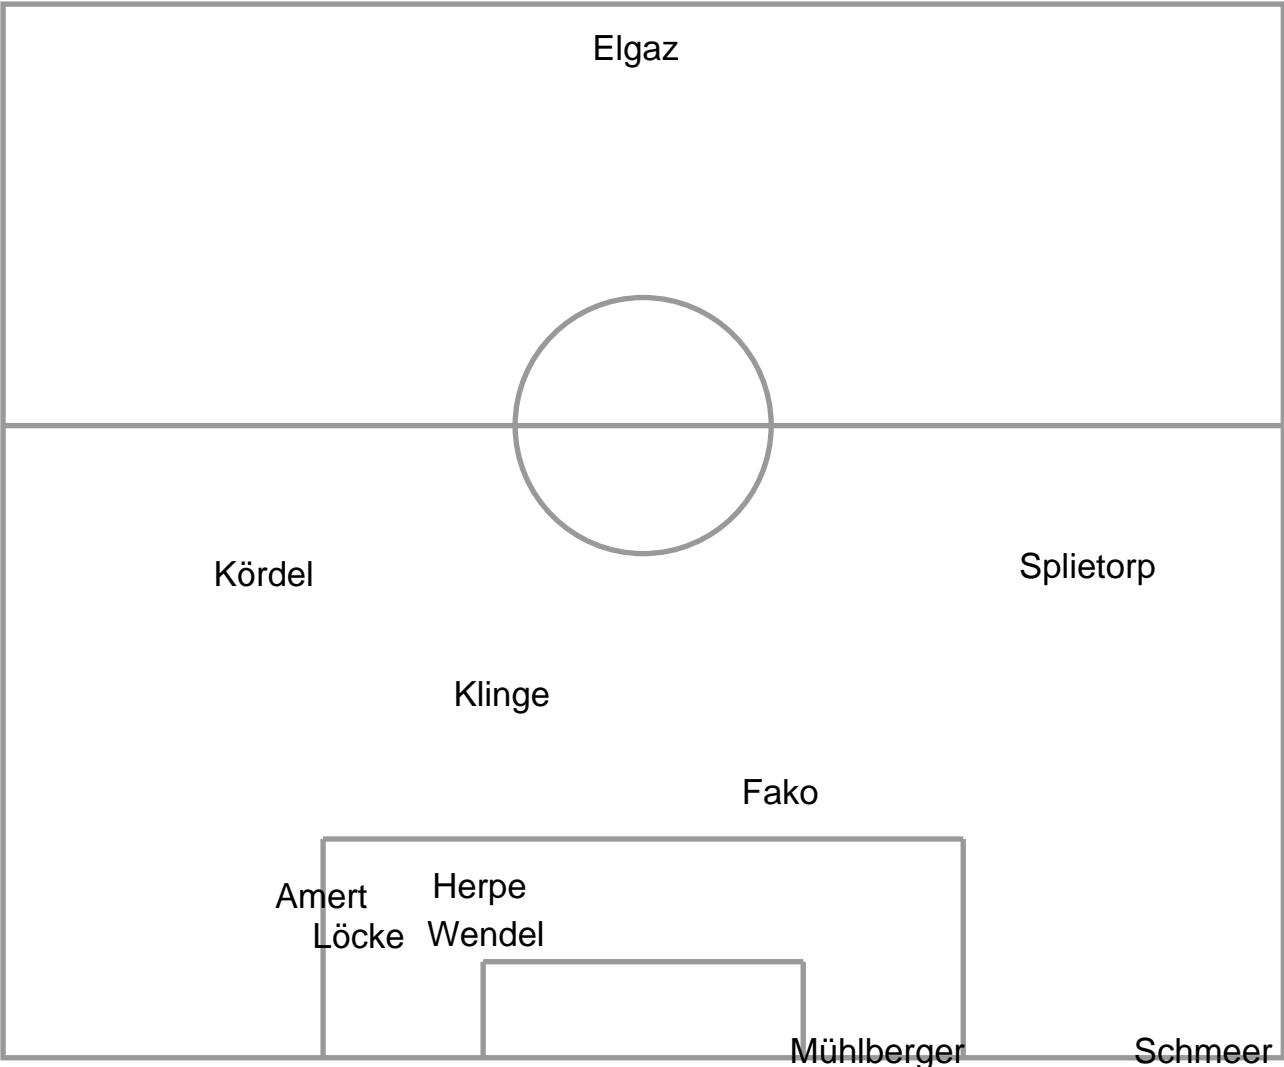 Elgaz
Kördel
Splietorp
Klinge
Fako
Amert
Herpe
Löcke
Wendel
Mühlberger
Schmeer